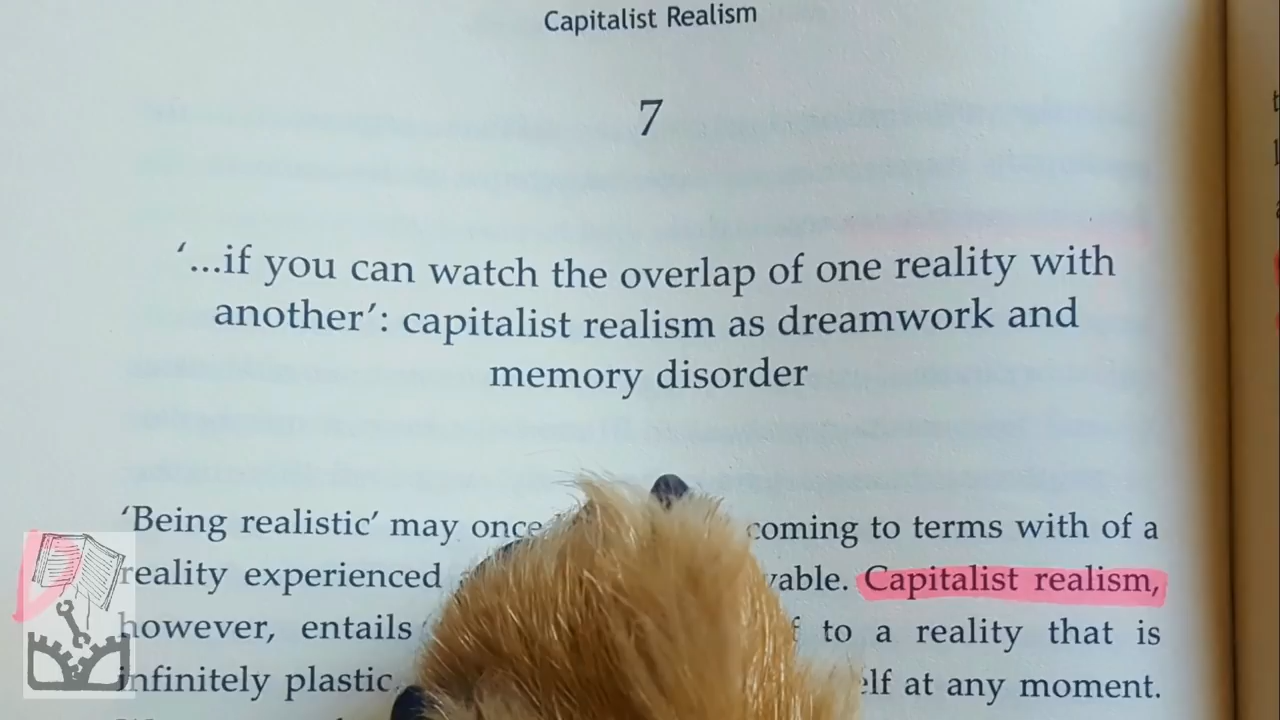 Capitalist Realism
7
‘...if you can watch the overlap of one reality with
another’: capitalist realism as dreamwork and
memory disorder
‘Being realistic’ may once coming to terms with of a
reality experienced Capitalist realism,
however, entails to a reality that is
infinitely plastic at any moment.